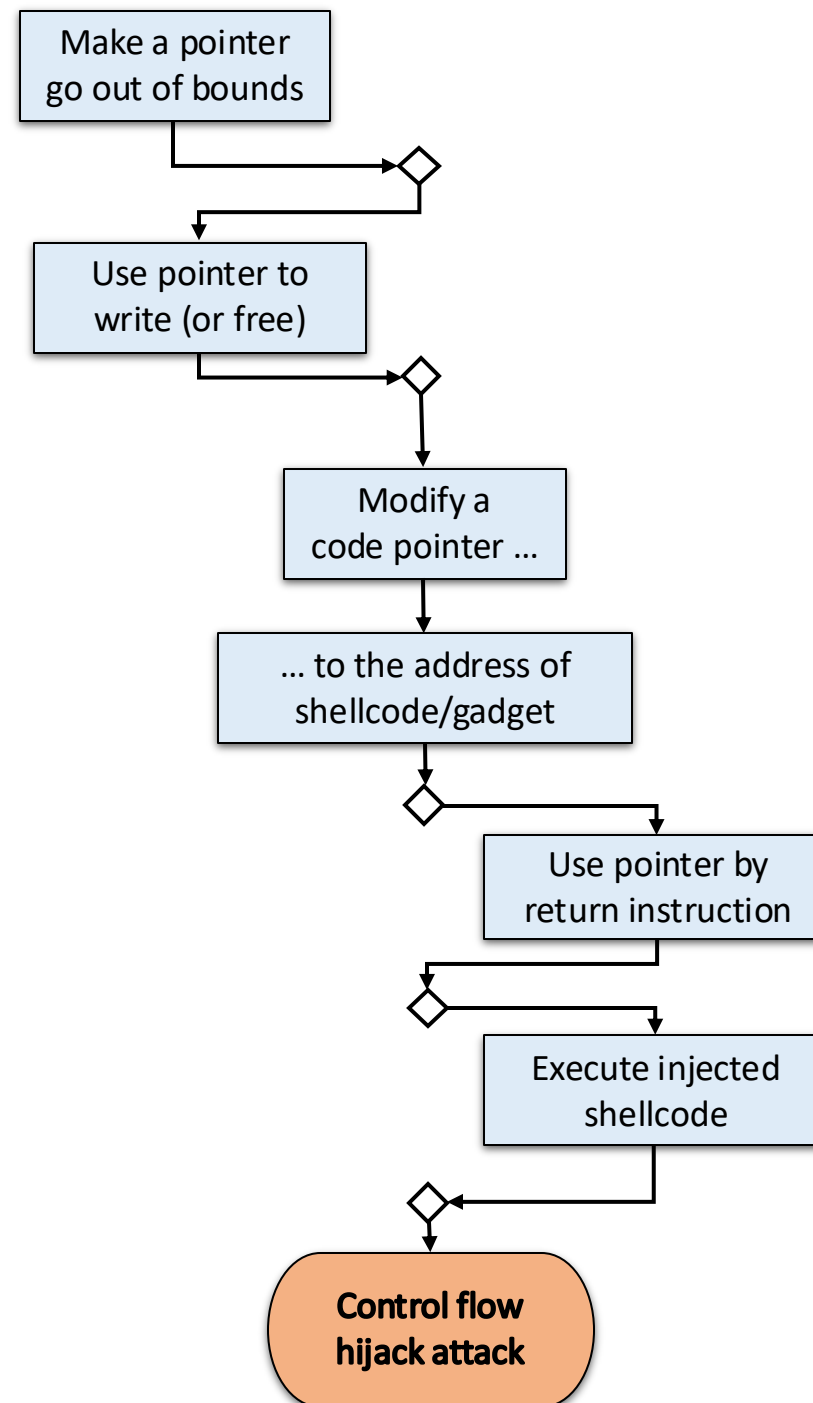 Make a pointer
go out of bounds
Use pointer to
write (or free)
Modify a
code pointer …
… to the address of
shellcode/gadget
Use pointer by
return instruction
Execute injected
shellcode
Control flow
hijack attack